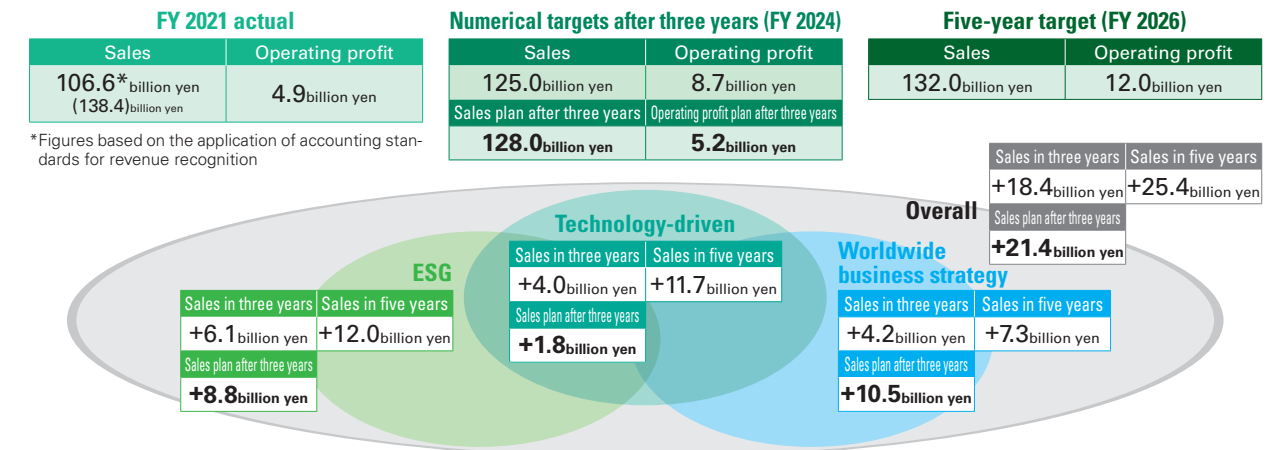 FY 2021 actual
Sales Operating profit
106.6*billion yen
(138.4)billion yen
4.9billion yen
*Figures based on the application of accounting stan-
dards for revenue recognition
Numerical targets after three years (FY 2024)
Sales Operating profit
125.0billion yen 8.7billion yen
Sales plan after three years Operating profit plan after three years
128.0billion yen 5.2billion yen
Five-year target (FY 2026)
Sales Operating profit
132.0billion yen 12.0billion yen
Overall
Sales in three years Sales in five years
+18.4billion yen +25.4billion yen
Sales plan after three years
+21.4billion yen
ESG
Sales in three years Sales in five years
+6.1billion yen +12.0billion yen
Sales plan after three years
+8.8billion yen
Technology-driven
Sales in three years Sales in five years
+4.0billion yen +11.7billion yen
Sales plan after three years
+1.8billion yen
Worldwide
business strategy
Sales in three years Sales in five years
+4.2billion yen +7.3billion yen
Sales plan after three years
+10.5billion yen